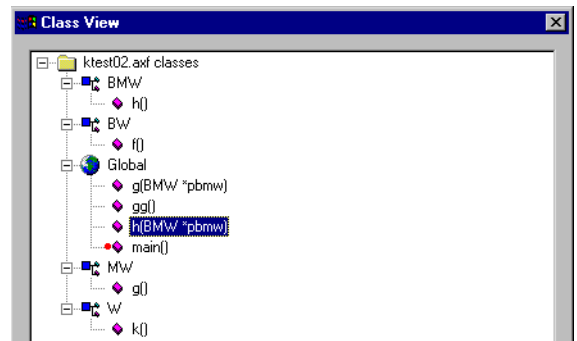 Class View
ktest02.axf classes
BMW
h()
BW
f()
Global
g(BMW *pbmw)
gg()
h(BMW *pbmw)
main()
MW
g()
W
k()